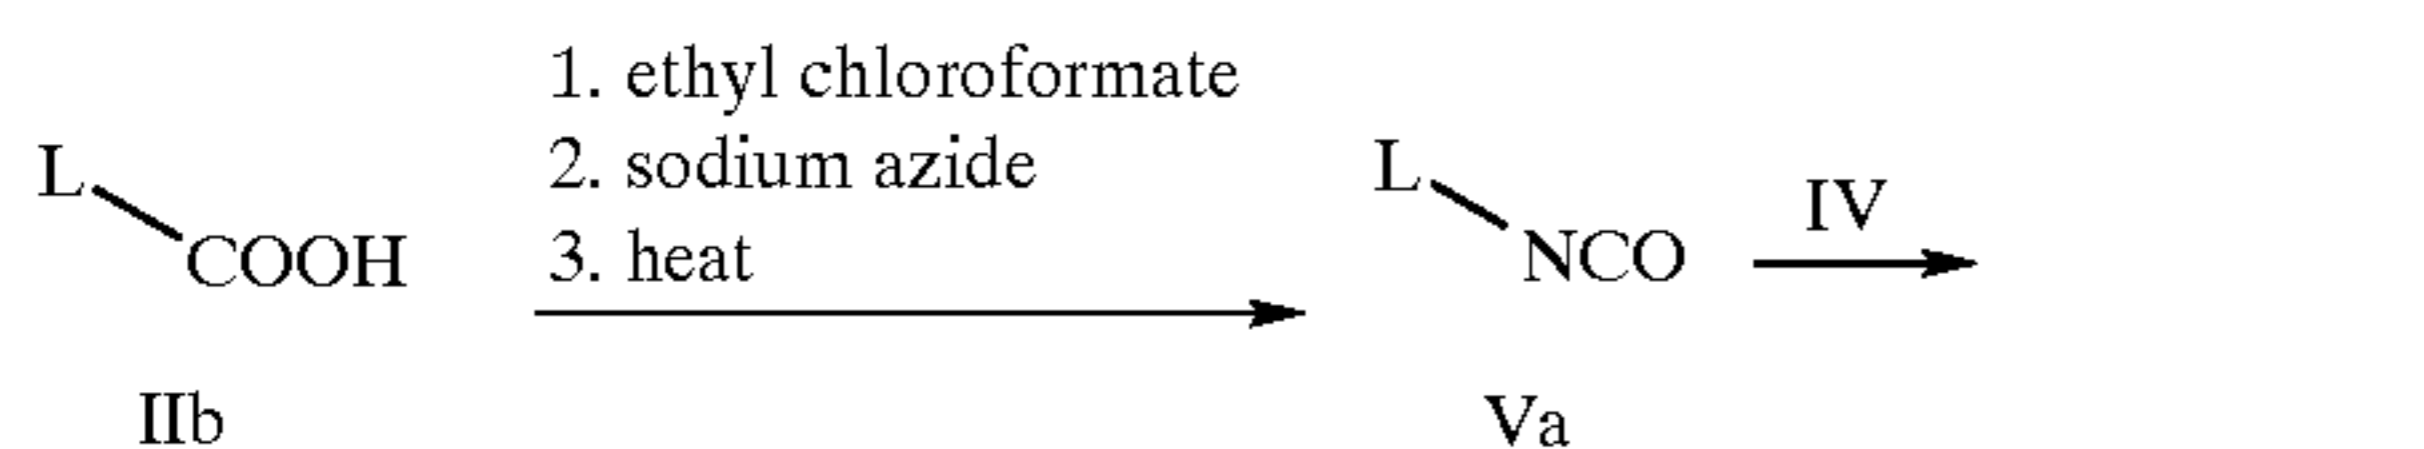 1. ethyl chloroformate
2. sodium azide
3. heat
L
COOH
L
NCO
IV
IIb
Va